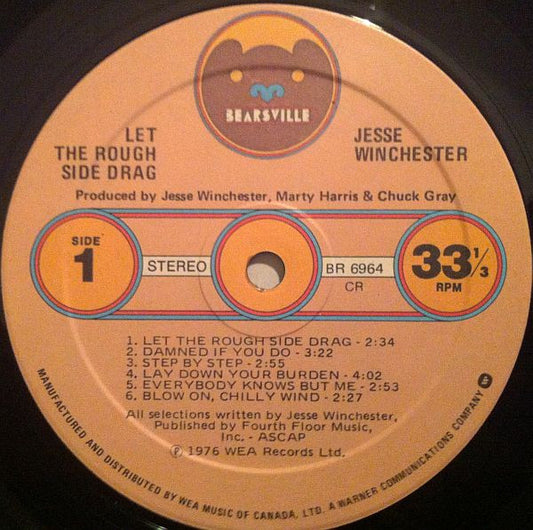 BEARSVILLE
LET
THE ROUGH
SIDE DRAG
JESSE
WINCHESTER
Produced by Jesse Winchester, Marty Harris & Chuck Gray
SIDE
1
STEREO
BR 6964
CR
33 1/3
RPM
1. LET THE ROUGH SIDE DRAG - 2:34
2. DAMNED IF YOU DO - 3:22
3. STEP BY STEP - 2:55
4. LAY DOWN YOUR BURDEN - 4:02
5. EVERYBODY KNOWS BUT ME - 2:53
6. BLOW ON, CHILLY WIND - 2:27
All selections written by Jesse Winchester,
Published by Fourth Floor Music,
Inc. - ASCAP
℗ 1976 WEA Records Ltd.
MANUFACTURED AND DISTRIBUTED BY WEA MUSIC OF CANADA, LTD. A WARNER COMMUNICATIONS COMPANY